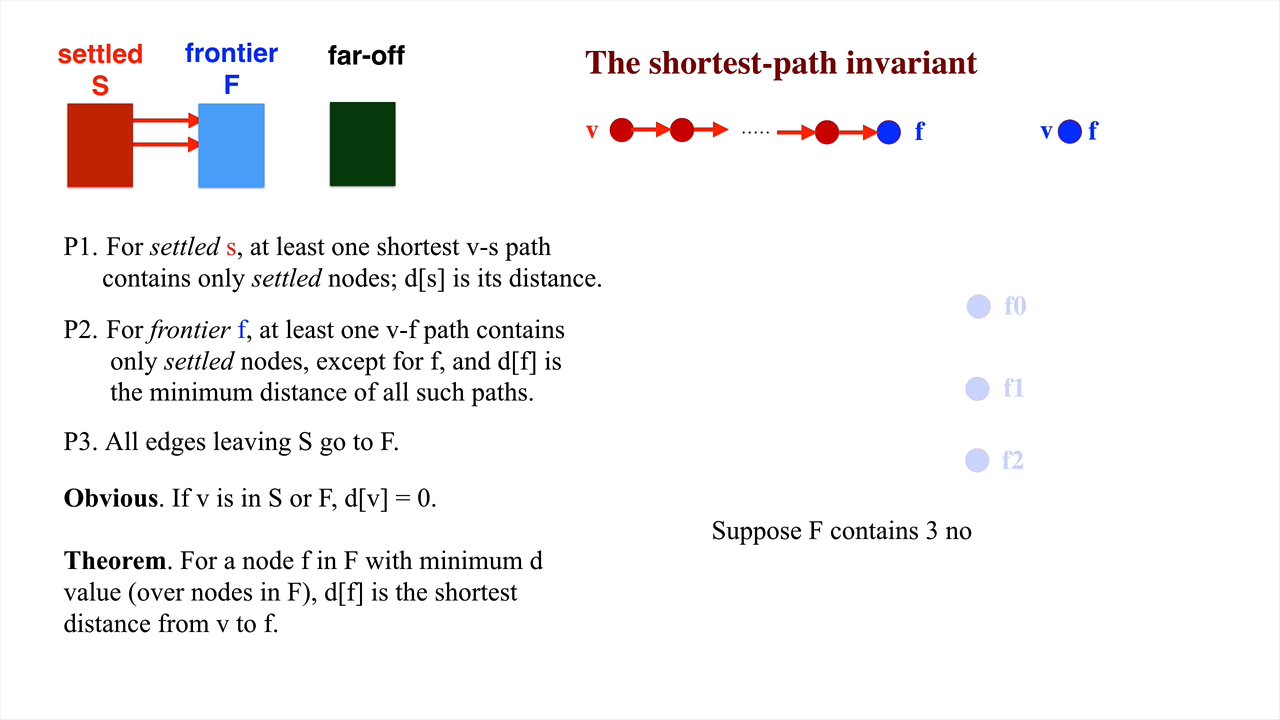 settled
S
frontier
F
far-off
The shortest-path invariant
v ..... f
v f
P1. For settled s, at least one shortest v-s path
contains only settled nodes; d[s] is its distance.
P2. For frontier f, at least one v-f path contains
only settled nodes, except for f, and d[f] is
the minimum distance of all such paths.
P3. All edges leaving S go to F.
Obvious. If v is in S or F, d[v] = 0.
Theorem. For a node f in F with minimum d
value (over nodes in F), d[f] is the shortest
distance from v to f.
f0
f1
f2
Suppose F contains 3 no